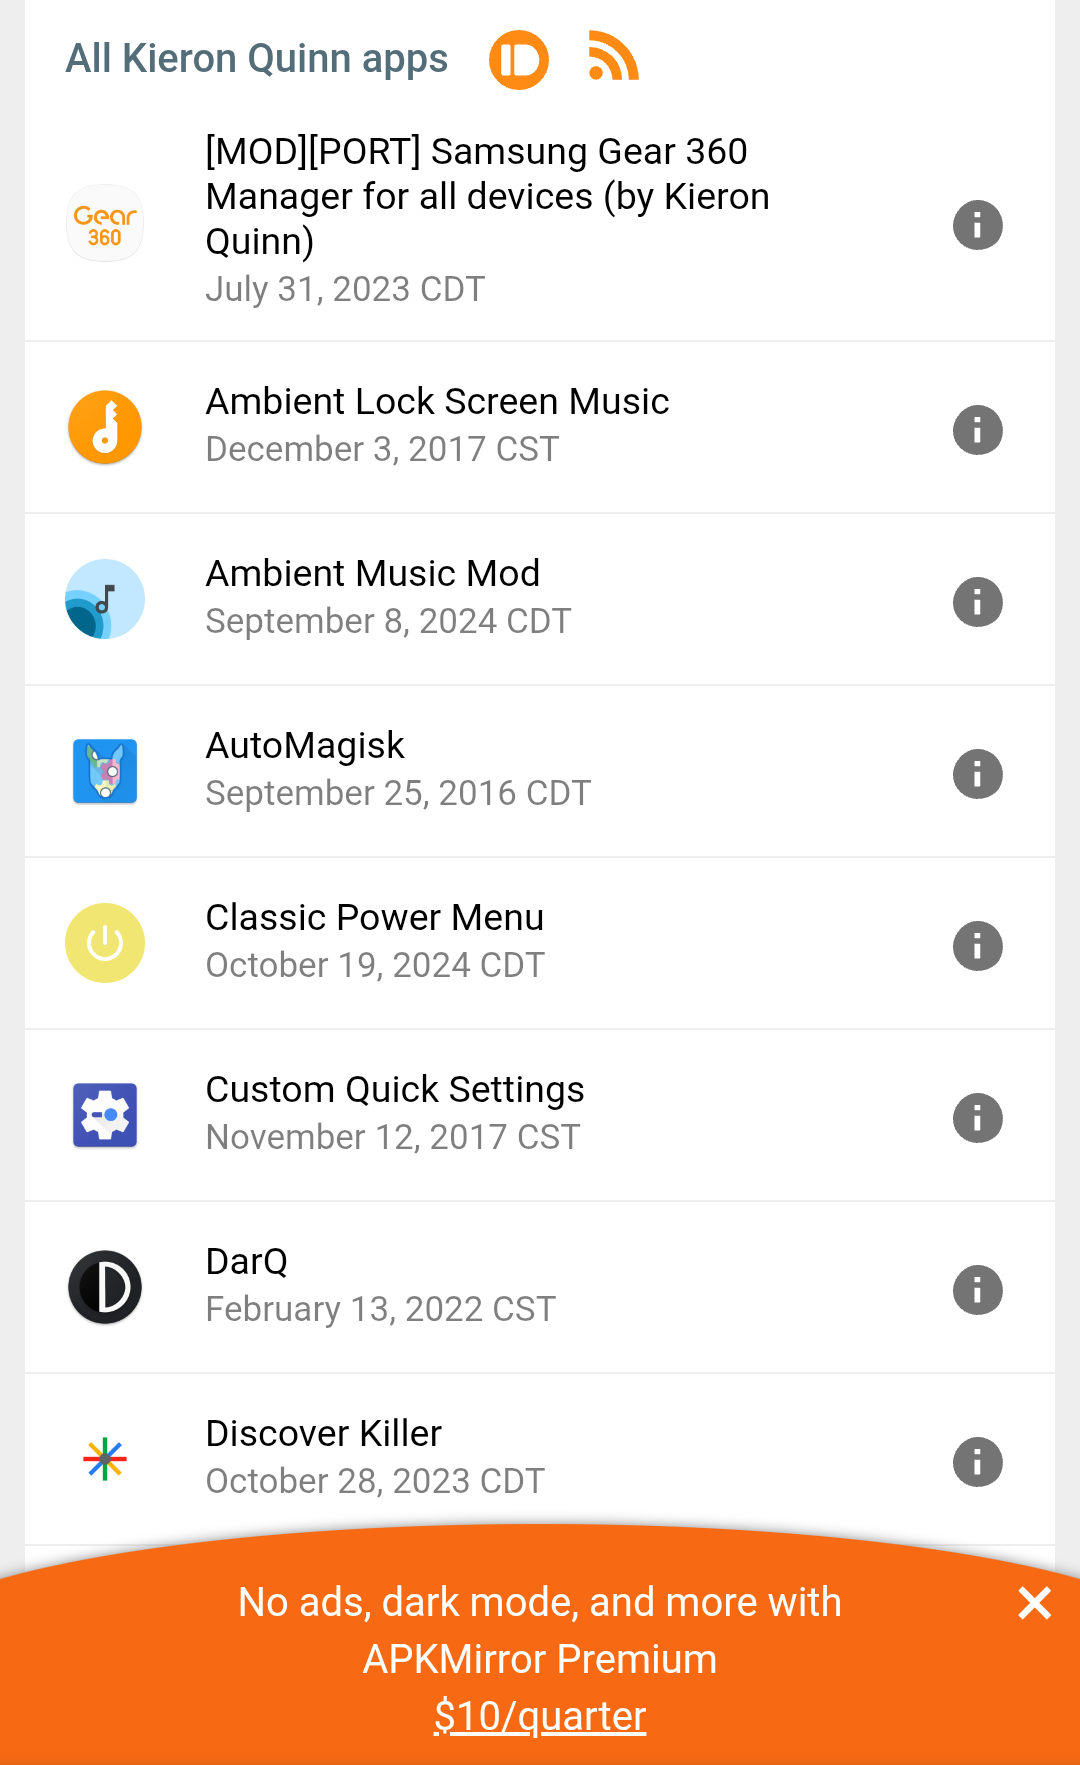 All Kieron Quinn apps
[MOD][PORT] Samsung Gear 360
Manager for all devices (by Kieron
Quinn)
July 31, 2023 CDT
Gear
360
Ambient Lock Screen Music
December 3, 2017 CST
Ambient Music Mod
September 8, 2024 CDT
AutoMagisk
September 25, 2016 CDT
Classic Power Menu
October 19, 2024 CDT
Custom Quick Settings
November 12, 2017 CST
DarQ
February 13, 2022 CST
Discover Killer
October 28, 2023 CDT
No ads, dark mode, and more with
APKMirror Premium
$10/quarter